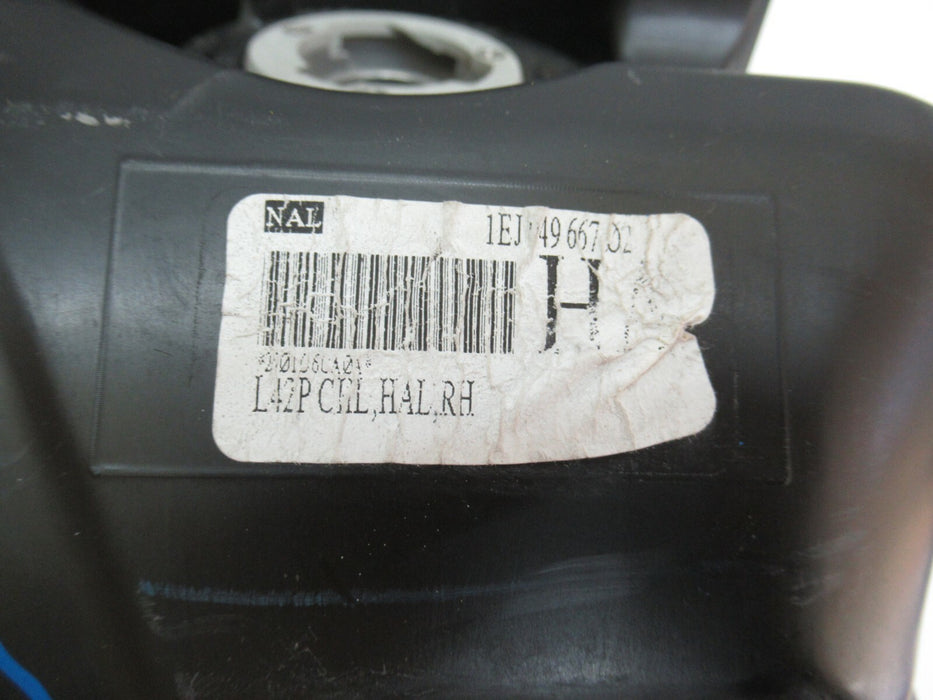 NAL
1EJ 49 667 02
H
L42P CHL,HAL,RH